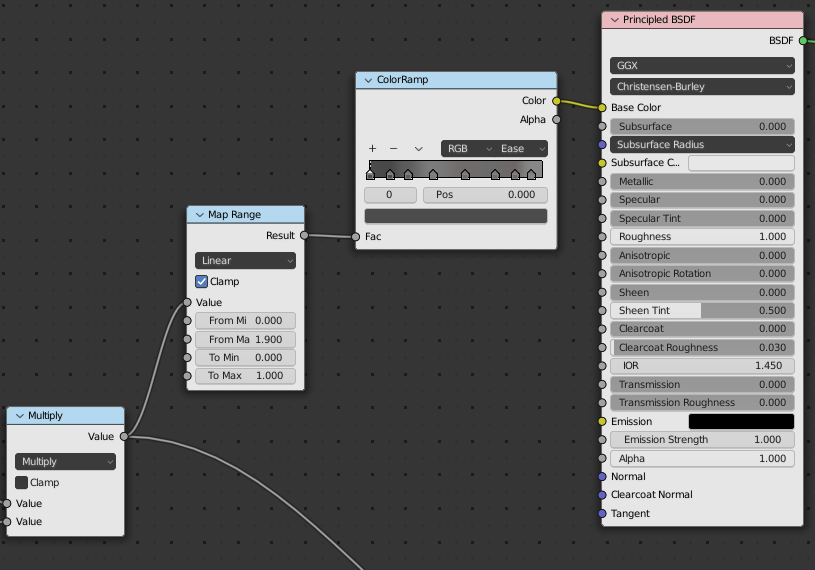 Multiply
Value
Multiply
Clamp
Value
Value
Map Range
Result
Linear
Clamp
Value
From Mi 0.000
From Ma 1.900
To Min 0.000
To Max 1.000
ColorRamp
Color
Alpha
+ − RGB Ease
0 Pos 0.000
Fac
Principled BSDF
BSDF
GGX
Christensen-Burley
Base Color
Subsurface 0.000
Subsurface Radius
Subsurface C...
Metallic 0.000
Specular 0.000
Specular Tint 0.000
Roughness 1.000
Anisotropic 0.000
Anisotropic Rotation 0.000
Sheen 0.000
Sheen Tint 0.500
Clearcoat 0.000
Clearcoat Roughness 0.030
IOR 1.450
Transmission 0.000
Transmission Roughness 0.000
Emission
Emission Strength 1.000
Alpha 1.000
Normal
Clearcoat Normal
Tangent